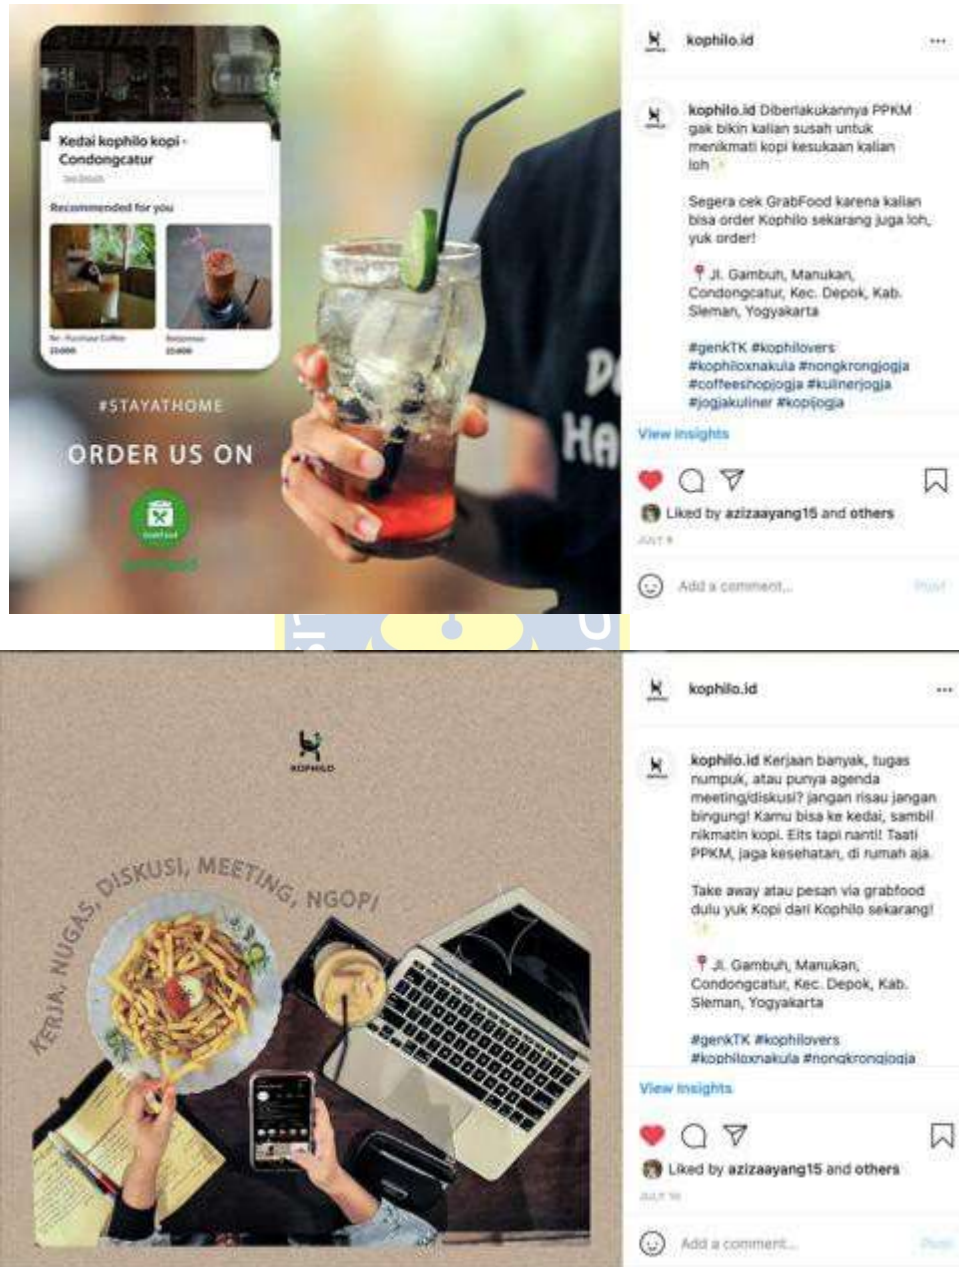 Kedai kophilo kopi -
Condongcatur
Recommended for you
#STAYATHOME
ORDER US ON
GrabFood
kophilo.id
kophilo.id Diberlakukannya PPKM
gak bikin kalian susah untuk
menikmati kopi kesukaan kalian
loh
Segera cek GrabFood karena kalian
bisa order Kophilo sekarang juga loh,
yuk order!
Jl. Gambuh, Manukan,
Condongcatur, Kec. Depok, Kab.
Sleman, Yogyakarta
#genkTK #kophilovers
#kophiloxnakula #nongkrongjogja
#coffeeshopjogja #kulinerjogja
#jogjakuliner #kopijogja
View Insights
Liked by azizaayang15 and others
Add a comment...
Post
KOPHILO
KERJA, NUGAS, DISKUSI, MEETING, NGOPI
kophilo.id
kophilo.id Kerjaan banyak, tugas
numpuk, atau punya agenda
meeting/diskusi? jangan risau jangan
bingung! Kamu bisa ke kedai, sambil
nikmatin kopi. Eits tapi nanti! Taati
PPKM, jaga kesehatan, di rumah aja.
Take away atau pesan via grabfood
dulu yuk Kopi dari Kophilo sekarang!
Jl. Gambuh, Manukan,
Condongcatur, Kec. Depok, Kab.
Sleman, Yogyakarta
#genkTK #kophilovers
#kophiloxnakula #nongkrongjogja
View Insights
Liked by azizaayang15 and others
Add a comment...
Post